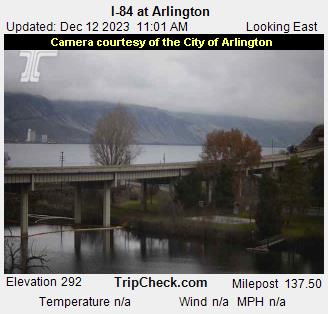 I-84 at Arlington
Updated: Dec 12 2023 11:01 AM Looking East
Camera courtesy of the City of Arlington
Elevation 292 TripCheck.com Milepost 137.50
Temperature n/a Wind n/a MPH n/a